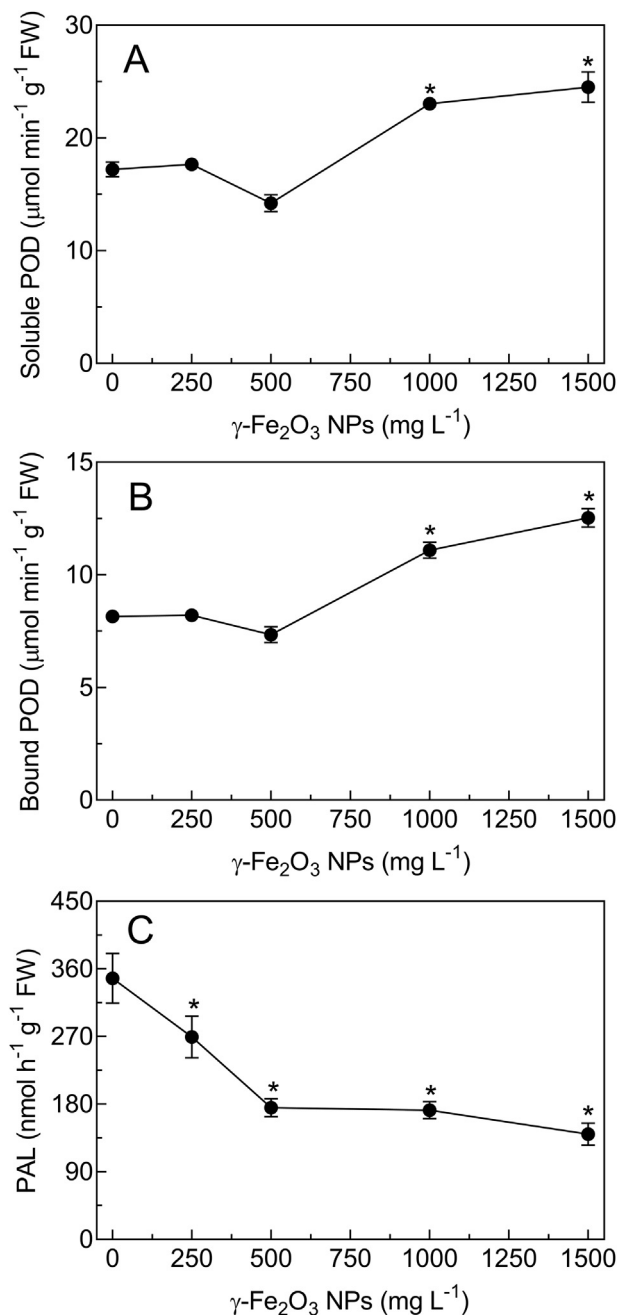 A
Soluble POD (μmol min⁻¹ g⁻¹ FW)
30
20
10
0
* *
0 250 500 750 1000 1250 1500
γ-Fe₂O₃ NPs (mg L⁻¹)
B
Bound POD (μmol min⁻¹ g⁻¹ FW)
15
10
5
0
* *
0 250 500 750 1000 1250 1500
γ-Fe₂O₃ NPs (mg L⁻¹)
C
PAL (nmol h⁻¹ g⁻¹ FW)
450
360
270
180
90
0
* * * *
0 250 500 750 1000 1250 1500
γ-Fe₂O₃ NPs (mg L⁻¹)